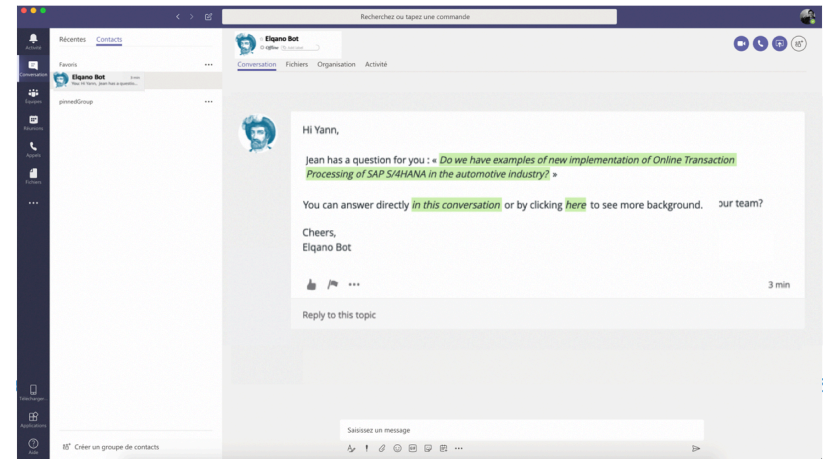 Recherchez ou tapez une commande
Activité
Conversation
Équipes
Réunions
Appels
Fichiers
Télécharger...
Applications
Aide
Récentes Contacts
Favoris
Elqano Bot
pinnedGroup
Créer un groupe de contacts
Elqano Bot
Offline
Conversation Fichiers Organisation Activité
Hi Yann,
Jean has a question for you : « Do we have examples of new implementation of Online Transaction
Processing of SAP S/4HANA in the automotive industry? »
You can answer directly in this conversation or by clicking here to see more background. our team?
Cheers,
Elqano Bot
3 min
Reply to this topic
Saisissez un message